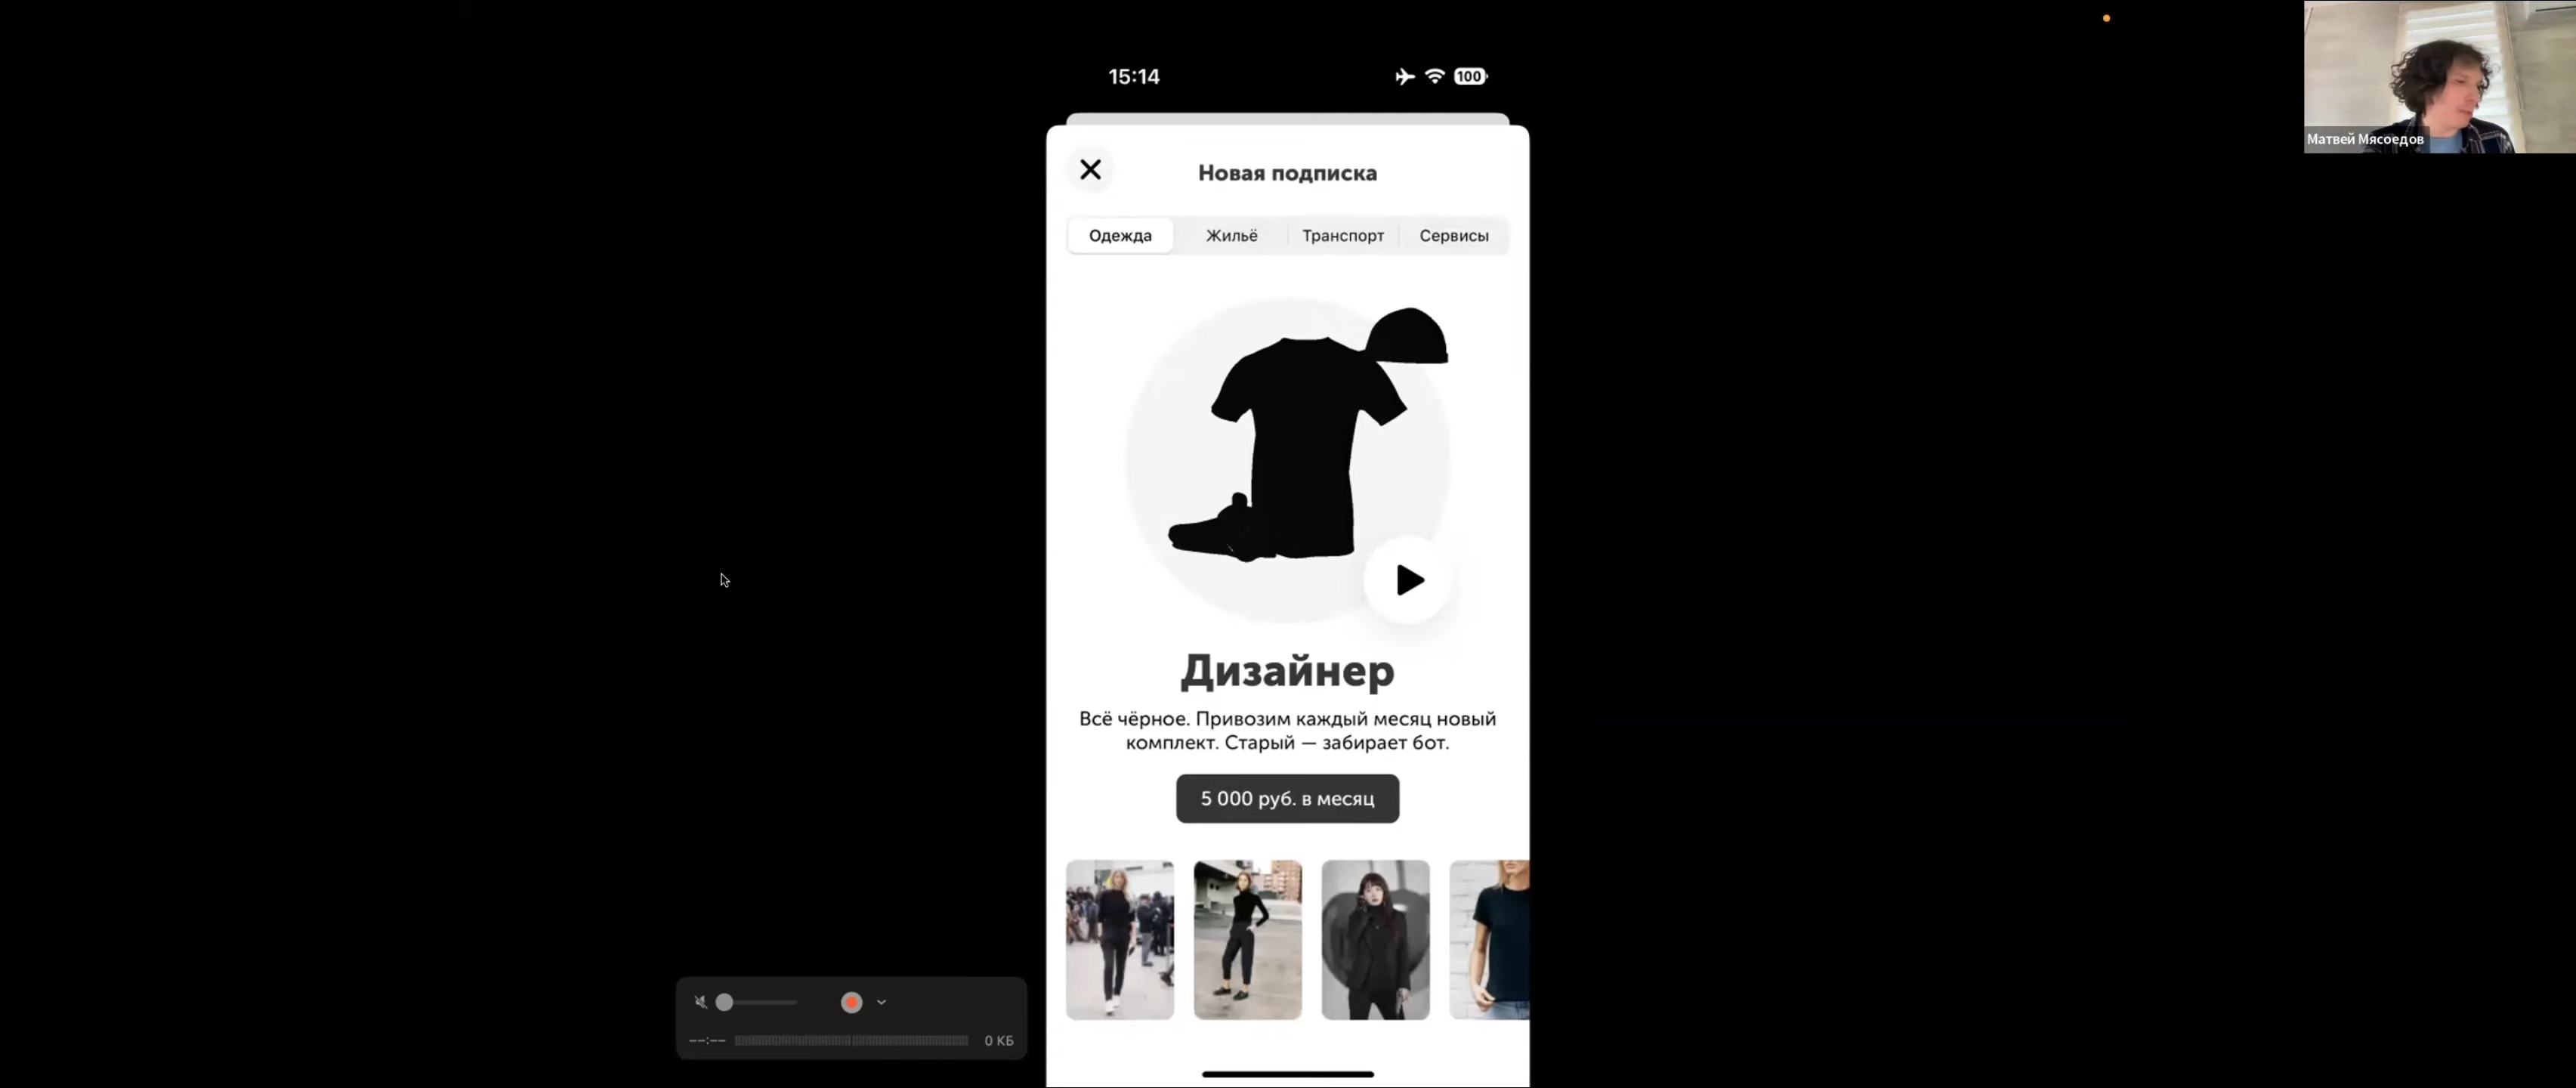 15:14
100
Матвей Мясоедов
Новая подписка
Одежда
Жильё
Транспорт
Сервисы
Дизайнер
Всё чёрное. Привозим каждый месяц новый
комплект. Старый — забирает бот.
5 000 руб. в месяц
--:--
0 КБ